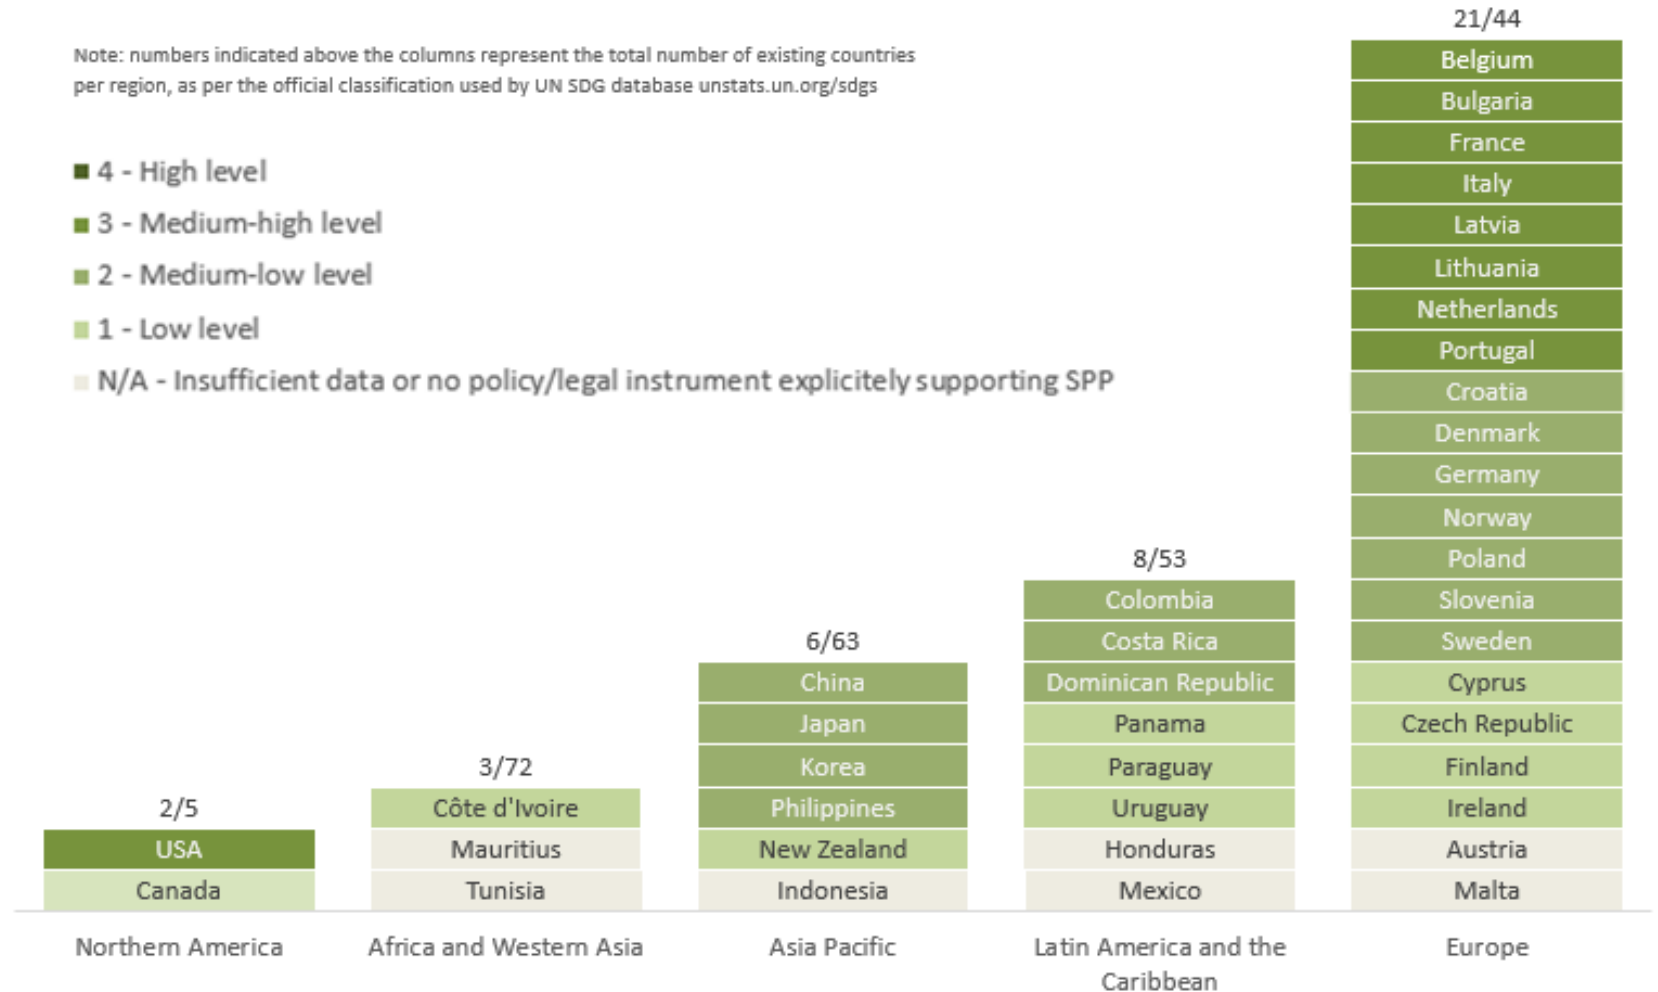 Note: numbers indicated above the columns represent the total number of existing countries
per region, as per the official classification used by UN SDG database unstats.un.org/sdgs
4 - High level
3 - Medium-high level
2 - Medium-low level
1 - Low level
N/A - Insufficient data or no policy/legal instrument explicitely supporting SPP
2/5
USA
Canada
Northern America
3/72
Côte d'Ivoire
Mauritius
Tunisia
Africa and Western Asia
6/63
China
Japan
Korea
Philippines
New Zealand
Indonesia
Asia Pacific
8/53
Colombia
Costa Rica
Dominican Republic
Panama
Paraguay
Uruguay
Honduras
Mexico
Latin America and the
Caribbean
21/44
Belgium
Bulgaria
France
Italy
Latvia
Lithuania
Netherlands
Portugal
Croatia
Denmark
Germany
Norway
Poland
Slovenia
Sweden
Cyprus
Czech Republic
Finland
Ireland
Austria
Malta
Europe